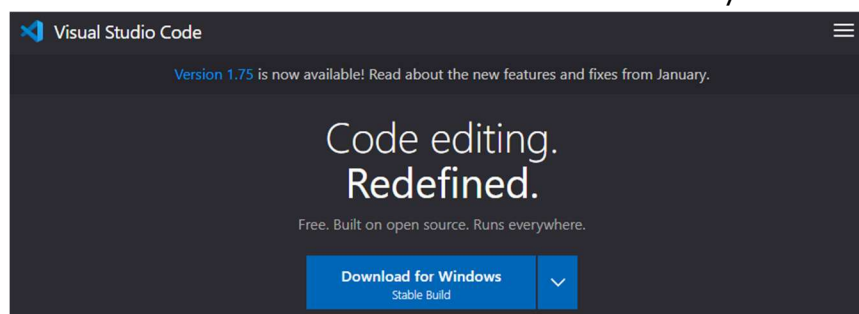 Visual Studio Code
Version 1.75 is now available! Read about the new features and fixes from January.
Code editing.
Redefined.
Free. Built on open source. Runs everywhere.
Download for Windows
Stable Build